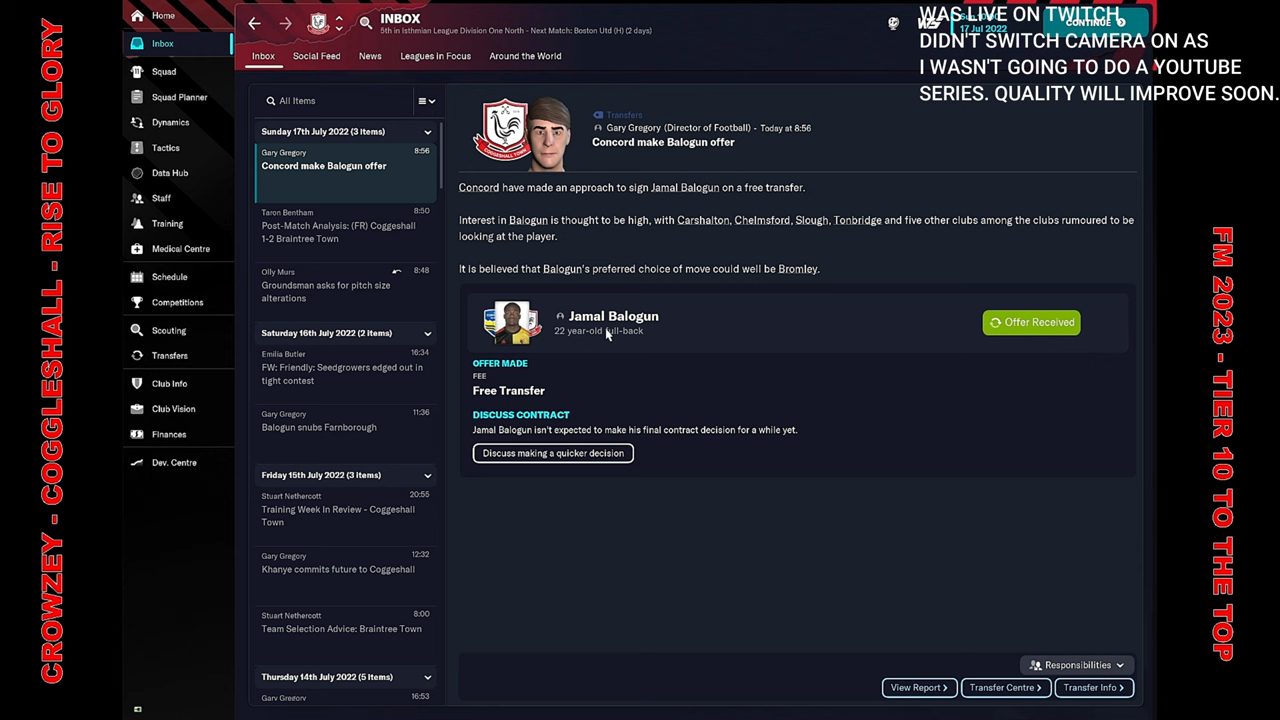 CROWZEY - COGGLESHALL - RISE TO GLORY
Home
Inbox
Squad
Squad Planner
Dynamics
Tactics
Data Hub
Staff
Training
Medical Centre
Schedule
Competitions
Scouting
Transfers
Club Info
Club Vision
Finances
Dev. Centre
INBOX
5th in Isthmian League Division One North - Next Match: Boston Utd (H) (2 days)
17 Jul 2022
CONTINUE
WAS LIVE ON TWITCH
DIDN'T SWITCH CAMERA ON AS
I WASN'T GOING TO DO A YOUTUBE
SERIES. QUALITY WILL IMPROVE SOON.
Inbox
Social Feed
News
Leagues in Focus
Around the World
All Items
Sunday 17th July 2022 (3 Items)
Gary Gregory 8:56
Concord make Balogun offer
Taron Bentham 8:50
Post-Match Analysis: (FR) Coggeshall
1-2 Braintree Town
Olly Murs 8:48
Groundsman asks for pitch size
alterations
Saturday 16th July 2022 (2 Items)
Emilia Butler 16:34
FW: Friendly: Seedgrowers edged out in
tight contest
Gary Gregory 11:36
Balogun snubs Farnborough
Friday 15th July 2022 (3 Items)
Stuart Nethercott 20:55
Training Week In Review - Coggeshall
Town
Gary Gregory 12:32
Khanye commits future to Coggeshall
Stuart Nethercott 8:00
Team Selection Advice: Braintree Town
Thursday 14th July 2022 (5 Items)
Gary Gregory 16:53
COGGESHALL TOWN
Transfers
Gary Gregory (Director of Football) - Today at 8:56
Concord make Balogun offer
Concord have made an approach to sign Jamal Balogun on a free transfer.
Interest in Balogun is thought to be high, with Carshalton, Chelmsford, Slough, Tonbridge and five other clubs among the clubs rumoured to be
looking at the player.
It is believed that Balogun's preferred choice of move could well be Bromley.
Jamal Balogun
22 year-old full-back
Offer Received
OFFER MADE
FEE
Free Transfer
DISCUSS CONTRACT
Jamal Balogun isn't expected to make his final contract decision for a while yet.
Discuss making a quicker decision
Responsibilities
View Report
Transfer Centre
Transfer Info
FM 2023 - TIER 10 TO THE TOP